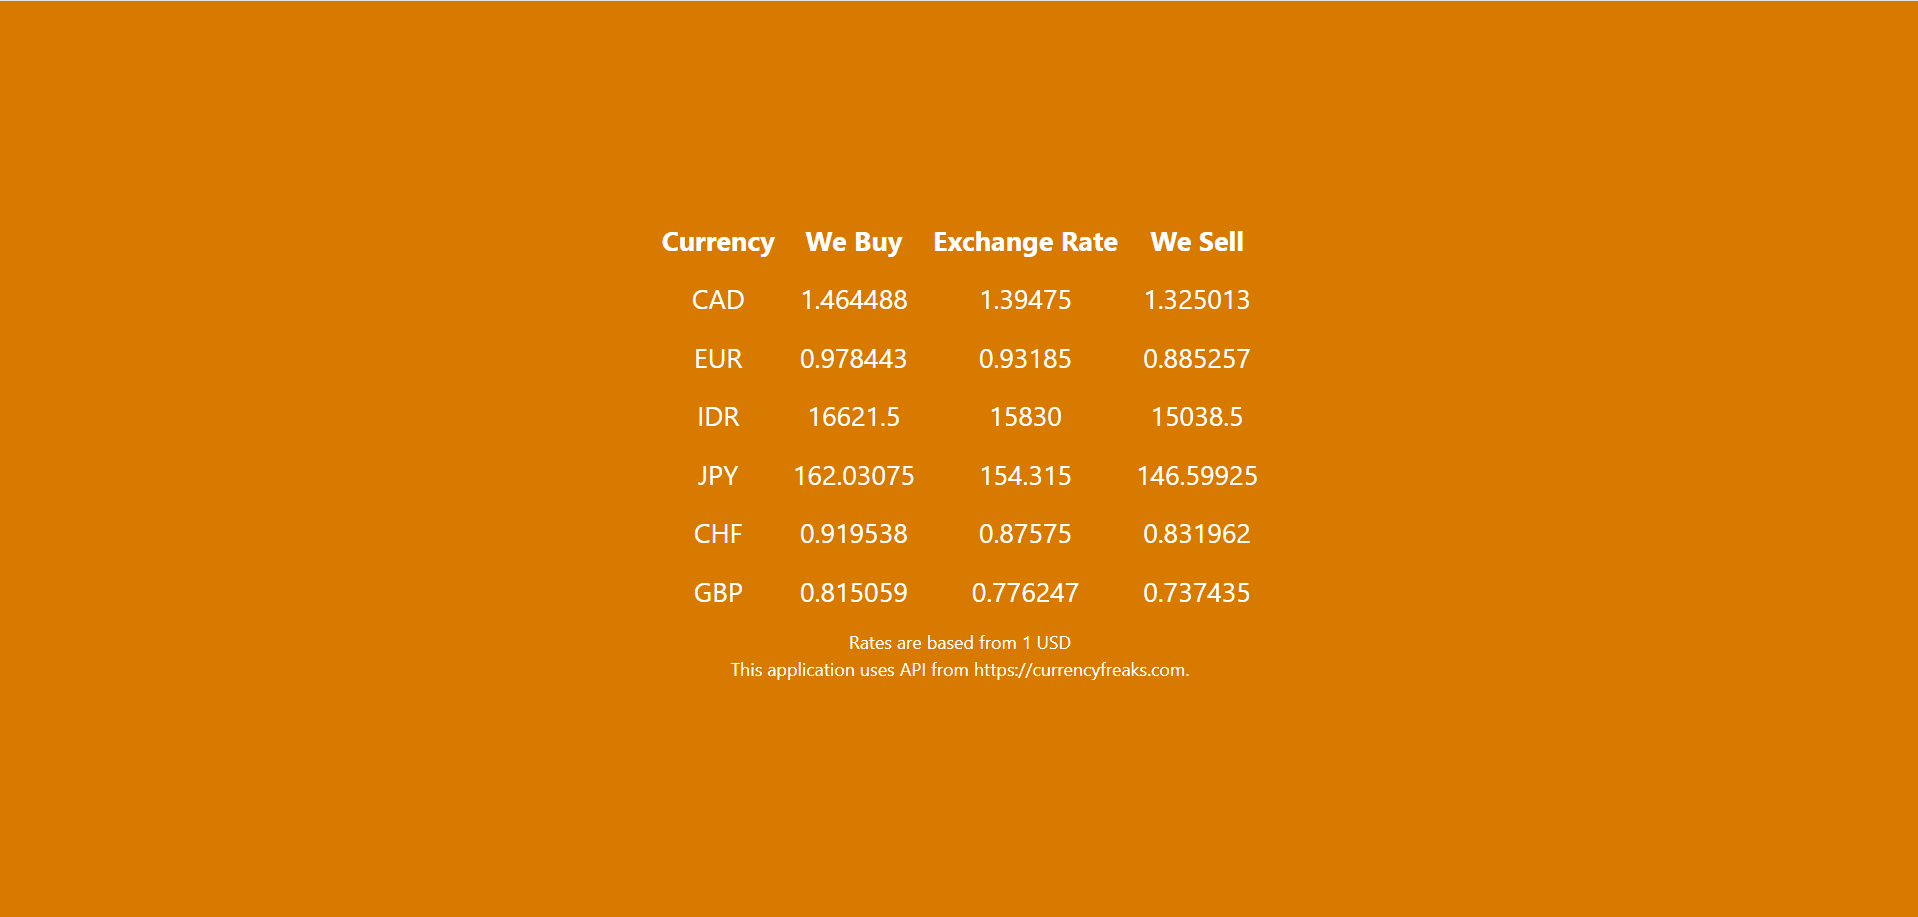 Currency We Buy Exchange Rate We Sell
CAD 1.464488 1.39475 1.325013
EUR 0.978443 0.93185 0.885257
IDR 16621.5 15830 15038.5
JPY 162.03075 154.315 146.59925
CHF 0.919538 0.87575 0.831962
GBP 0.815059 0.776247 0.737435
Rates are based from 1 USD
This application uses API from https://currencyfreaks.com.